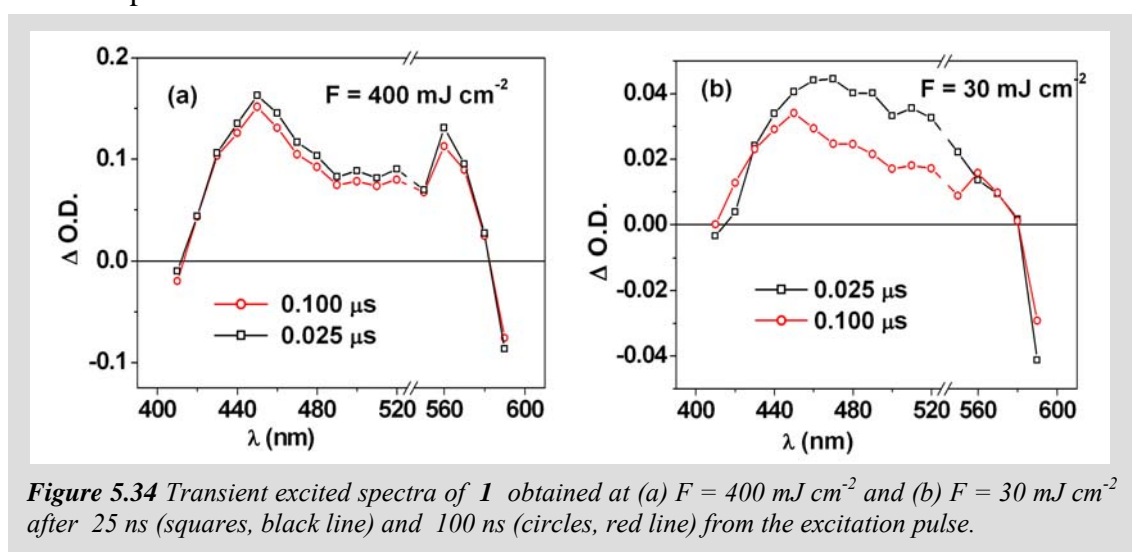 (a) F = 400 mJ cm⁻²
0.2
0.1
0.0
-0.1
Δ O.D.
0.100 μs
0.025 μs
400 440 480 520 560 600
λ (nm)
(b) F = 30 mJ cm⁻²
0.04
0.02
0.00
-0.02
-0.04
Δ O.D.
0.025 μs
0.100 μs
400 440 480 520 560 600
λ (nm)
Figure 5.34 Transient excited spectra of 1 obtained at (a) F = 400 mJ cm⁻² and (b) F = 30 mJ cm⁻²
after 25 ns (squares, black line) and 100 ns (circles, red line) from the excitation pulse.